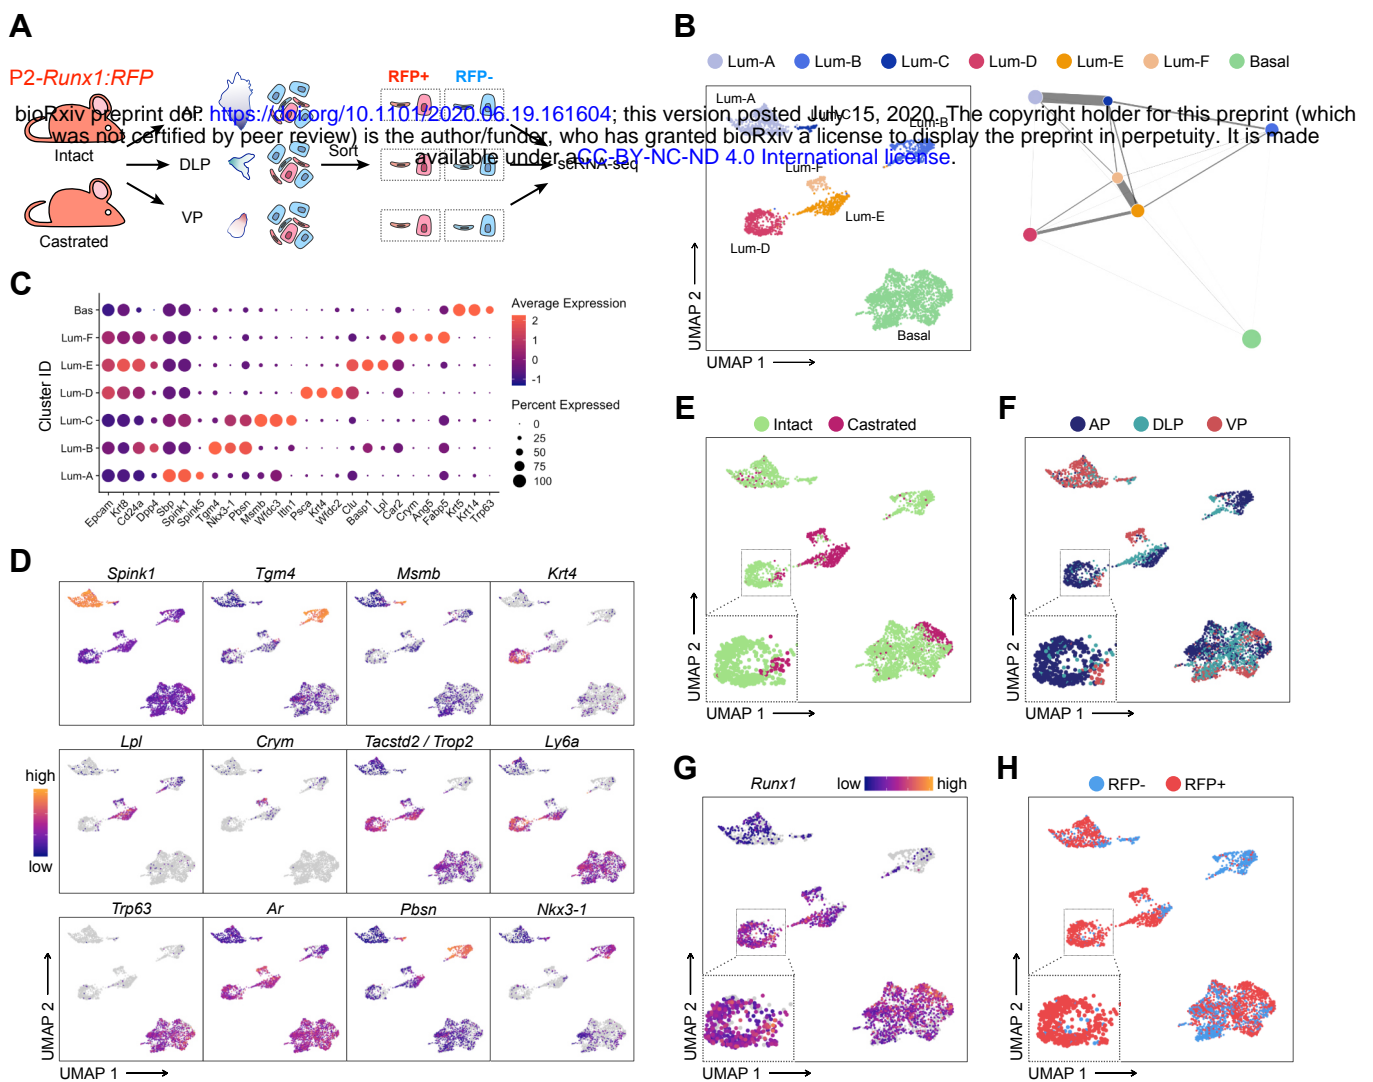 A
P2-Runx1:RFP
RFP+ RFP-
bioRxiv preprint doi: https://doi.org/10.1101/2020.06.19.161604; this version posted July 15, 2020. The copyright holder for this preprint (which
was not certified by peer review) is the author/funder, who has granted bioRxiv a license to display the preprint in perpetuity. It is made
available under a CC-BY-NC-ND 4.0 International license.
AP
Intact
Sort
DLP
scRNA-seq
VP
Castrated
B
Lum-A Lum-B Lum-C Lum-D Lum-E Lum-F Basal
Lum-A
Lum-C
Lum-B
Lum-F
Lum-E
Lum-D
Basal
UMAP 2
UMAP 1
C
Cluster ID
Bas
Lum-F
Lum-E
Lum-D
Lum-C
Lum-B
Lum-A
Epcam Krt8 Cd24a Dpp4 Sbp Spink1 Spink5 Tgm4 Nkx3-1 Pbsn Msmb Wfdc3 Itln1 Psca Krt4 Wfdc2 Clu Basp1 Lpl Car2 Crym Ang5 Fabp5 Krt5 Krt14 Trp63
Average Expression
2
1
0
-1
Percent Expressed
0
25
50
75
100
D
Spink1 Tgm4 Msmb Krt4
Lpl Crym Tacstd2 / Trop2 Ly6a
high
low
Trp63 Ar Pbsn Nkx3-1
UMAP 2
UMAP 1
E
Intact Castrated
UMAP 2
UMAP 1
F
AP DLP VP
UMAP 2
UMAP 1
G
Runx1 low high
UMAP 2
UMAP 1
H
RFP- RFP+
UMAP 2
UMAP 1